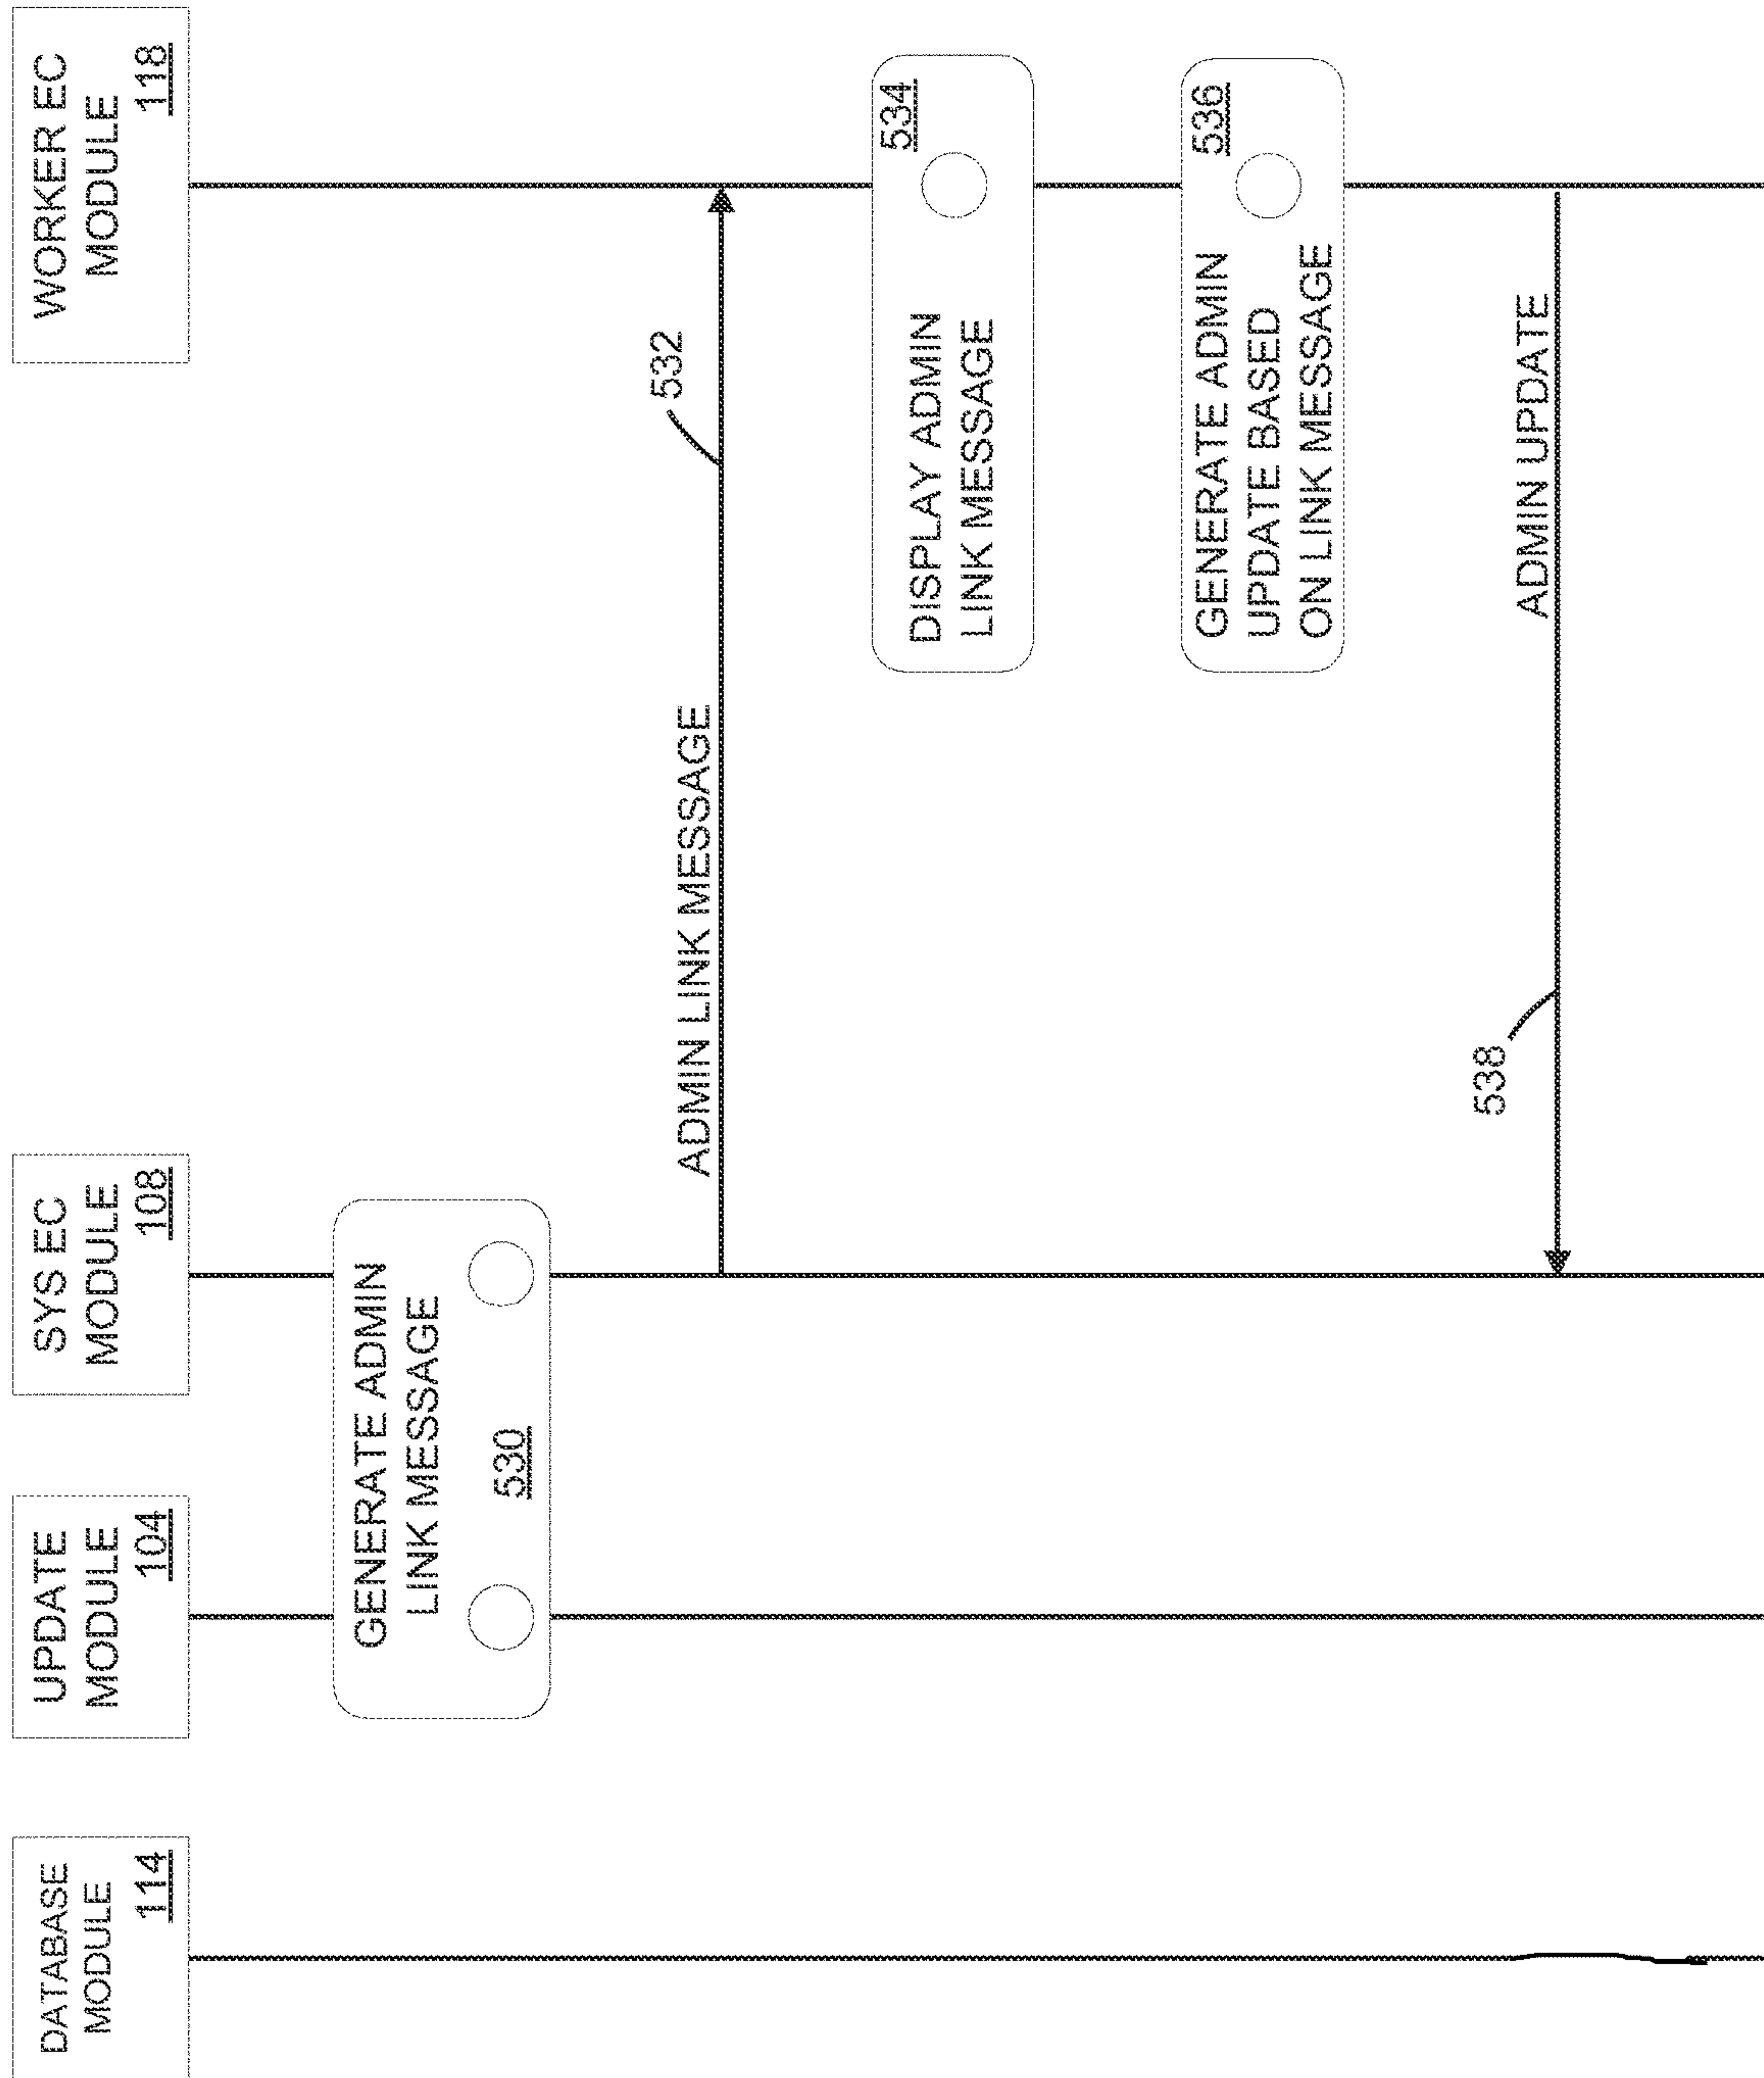 DATABASE
MODULE
114
UPDATE
MODULE
104
SYS EC
MODULE
108
WORKER EC
MODULE
118
GENERATE ADMIN
LINK MESSAGE
530
ADMIN LINK MESSAGE
532
DISPLAY ADMIN
LINK MESSAGE
534
GENERATE ADMIN
UPDATE BASED
ON LINK MESSAGE
536
538
ADMIN UPDATE